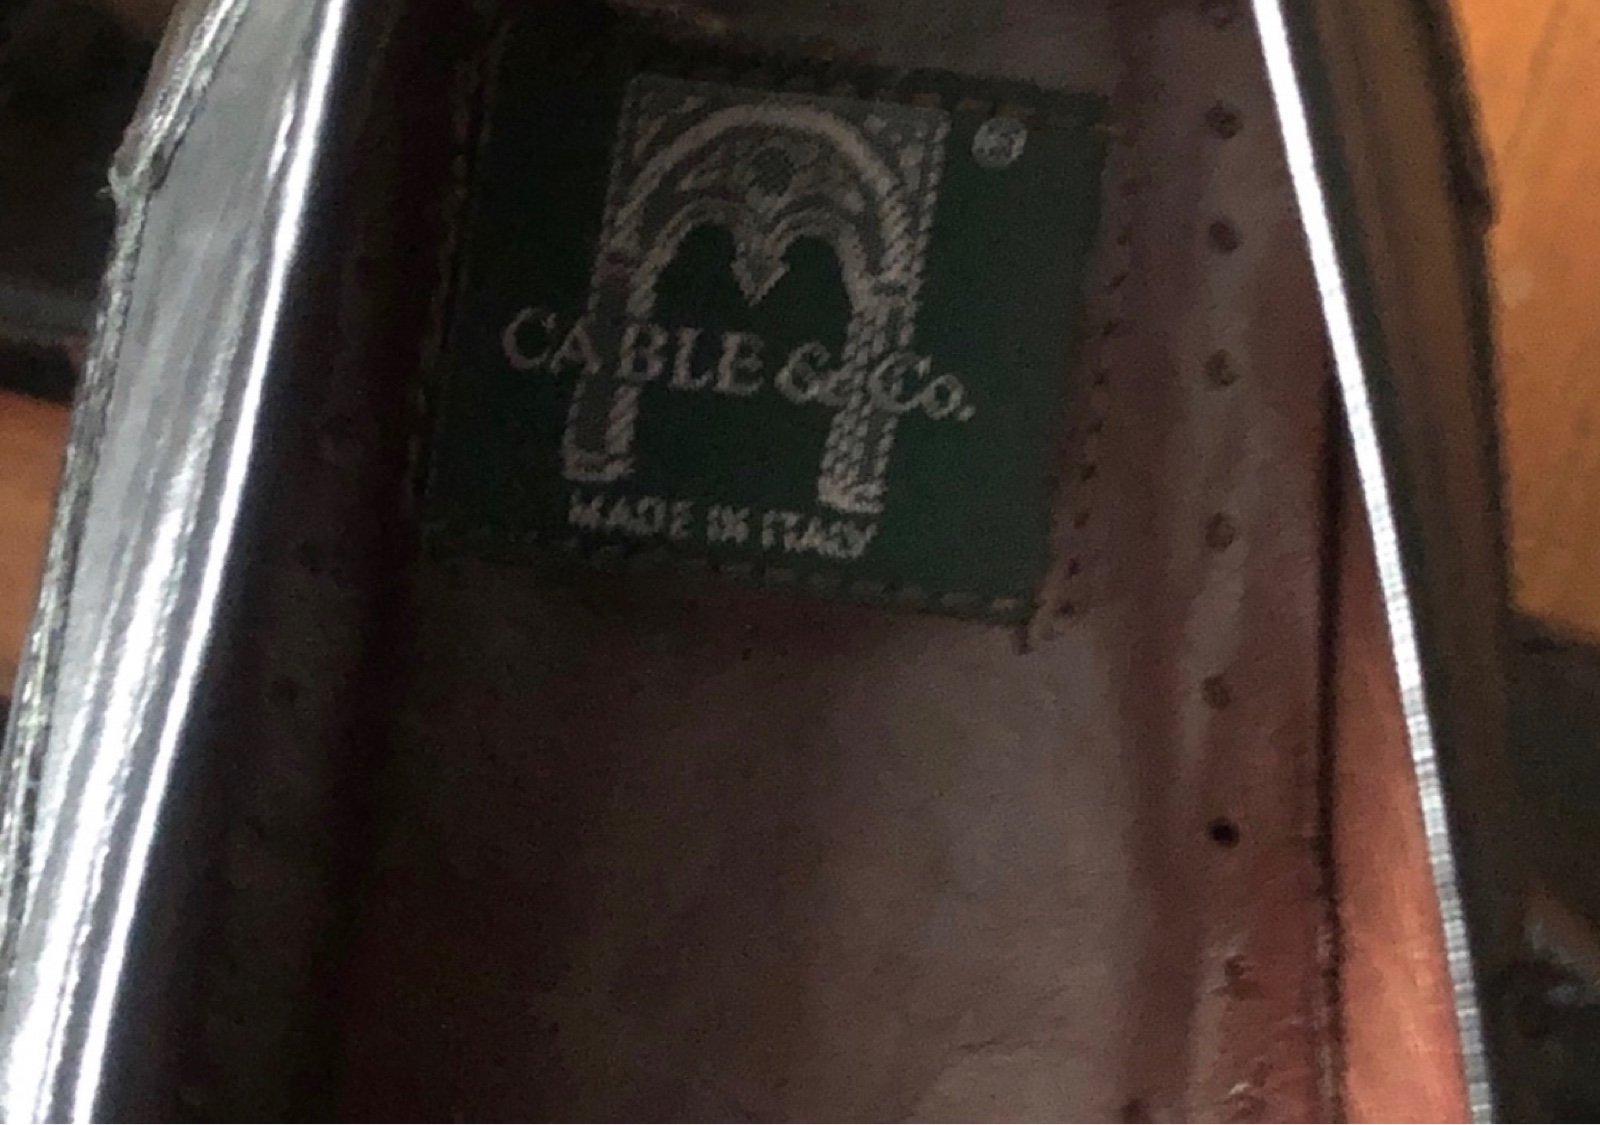 ®
CABLE & Co.
MADE IN ITALY